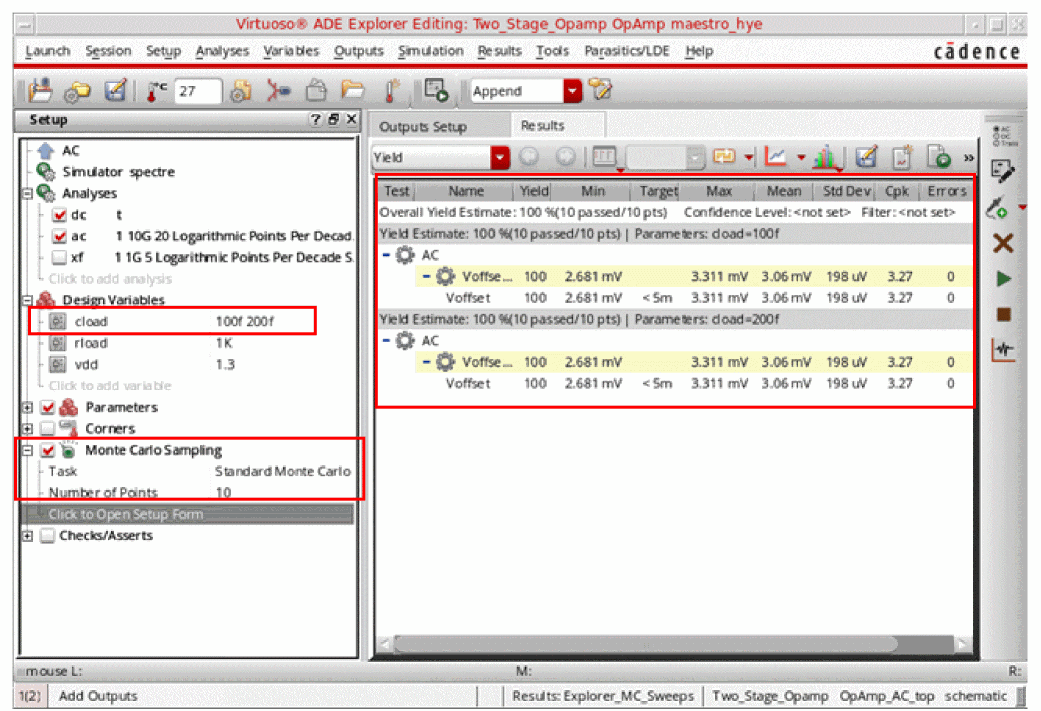 Virtuoso® ADE Explorer Editing: Two_Stage_Opamp OpAmp maestro_hye
Launch Session Setup Analyses Variables Outputs Simulation Results Tools Parasitics/LDE Help cādence
27 Append
Setup ? X
Outputs Setup Results
Yield
AC
Simulator spectre
Analyses
dc t
ac 1 10G 20 Logarithmic Points Per Decad
xf 1 1G 5 Logarithmic Points Per Decade S
Click to add analysis
Design Variables
cload 100f 200f
rload 1K
vdd 1.3
Click to add variable
Parameters
Corners
Monte Carlo Sampling
Task Standard Monte Carlo
Number of Points 10
Click to Open Setup Form
Checks/Asserts
Test Name Yield Min Target Max Mean Std Dev Cpk Errors
Overall Yield Estimate: 100 %(10 passed/10 pts) Confidence Level: <not set> Filter: <not set>
Yield Estimate: 100 %(10 passed/10 pts) | Parameters: cload=100f
AC
Voffse... 100 2.681 mV 3.311 mV 3.06 mV 198 uV 3.27 0
Voffset 100 2.681 mV < 5m 3.311 mV 3.06 mV 198 uV 3.27 0
Yield Estimate: 100 %(10 passed/10 pts) | Parameters: cload=200f
AC
Voffse... 100 2.681 mV 3.311 mV 3.06 mV 198 uV 3.27 0
Voffset 100 2.681 mV < 5m 3.311 mV 3.06 mV 198 uV 3.27 0
AC
DC
Trans
mouse L: M: R:
1(2) Add Outputs Results: Explorer_MC_Sweeps Two_Stage_Opamp OpAmp_AC_top schematic